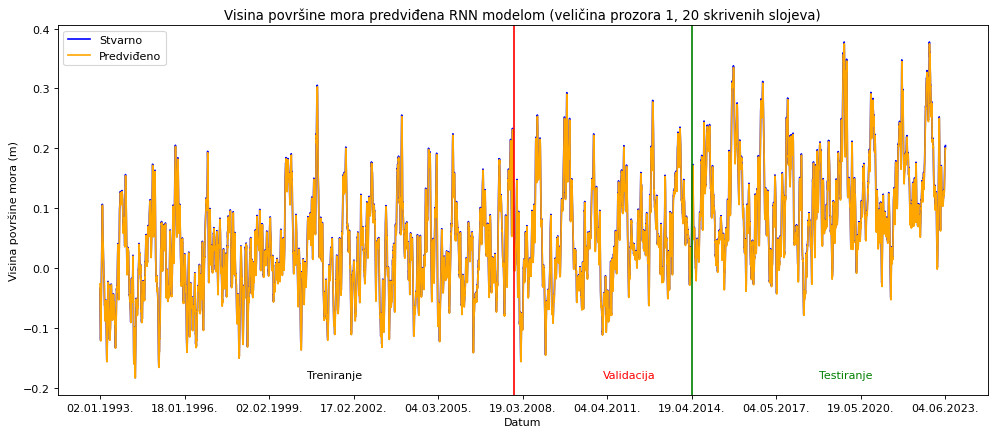 Visina površine mora predviđena RNN modelom (veličina prozora 1, 20 skrivenih slojeva)
Stvarno
Predviđeno
Visina površine mora (m)
0.4
0.3
0.2
0.1
0.0
−0.1
−0.2
Treniranje
Validacija
Testiranje
02.01.1993.
18.01.1996.
02.02.1999.
17.02.2002.
04.03.2005.
19.03.2008.
04.04.2011.
19.04.2014.
04.05.2017.
19.05.2020.
04.06.2023.
Datum